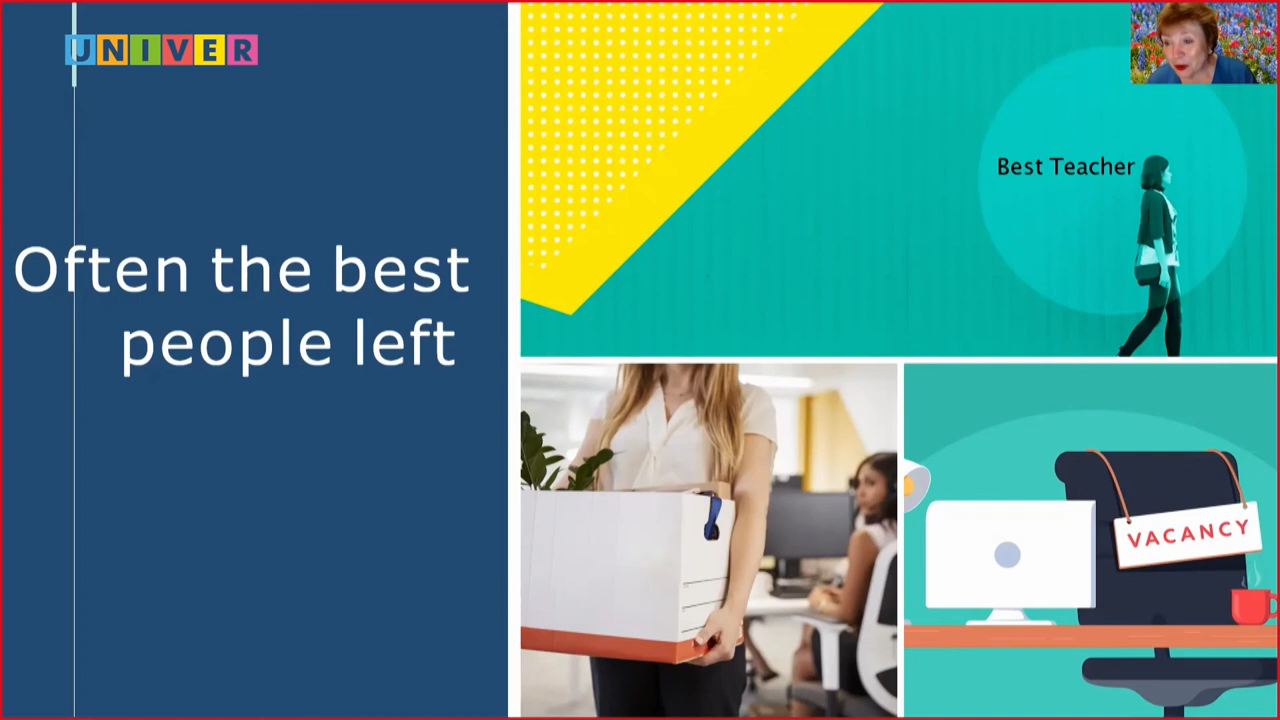 UNIVER
Often the best
people left
Best Teacher
VACANCY